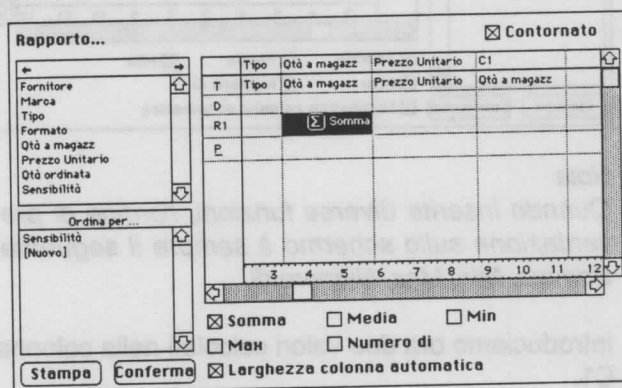 Rapporto...
Contornato
Fornitore
Marca
Tipo
Formato
Qtà a magazz
Prezzo Unitario
Qtà ordinata
Sensibilità
Ordina per...
Sensibilità
[Nuovo]
Stampa Conferma
Tipo Qtà a magazz Prezzo Unitario C1
T Tipo Qtà a magazz Prezzo Unitario Qtà a magazz
D
R1 Σ Somma
P
3 4 5 6 7 8 9 10 11 12
Somma Media Min
Max Numero di
Larghezza colonna automatica